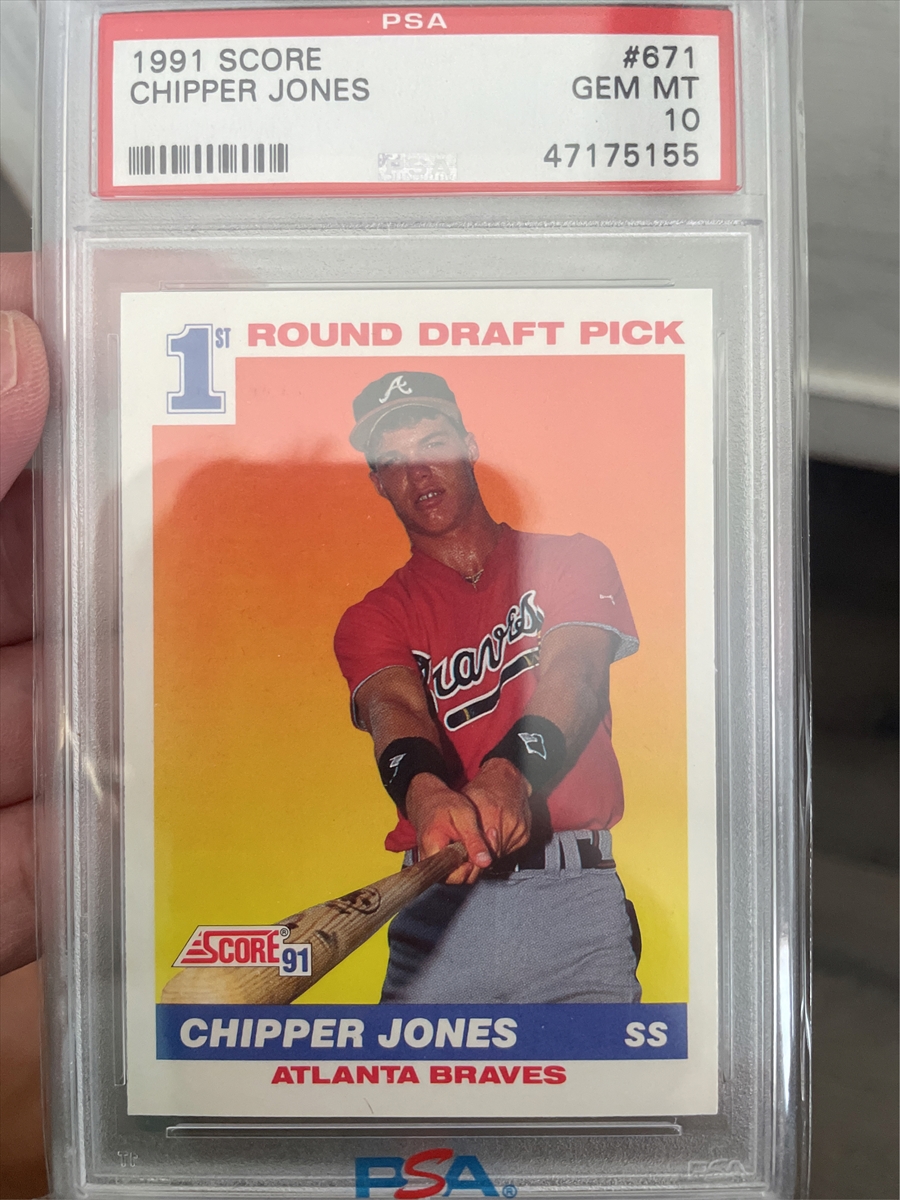 PSA
1991 SCORE #671
CHIPPER JONES GEM MT
10
47175155
1ST ROUND DRAFT PICK
A
Braves
SCORE® 91
CHIPPER JONES SS
ATLANTA BRAVES
PSA®
PSA